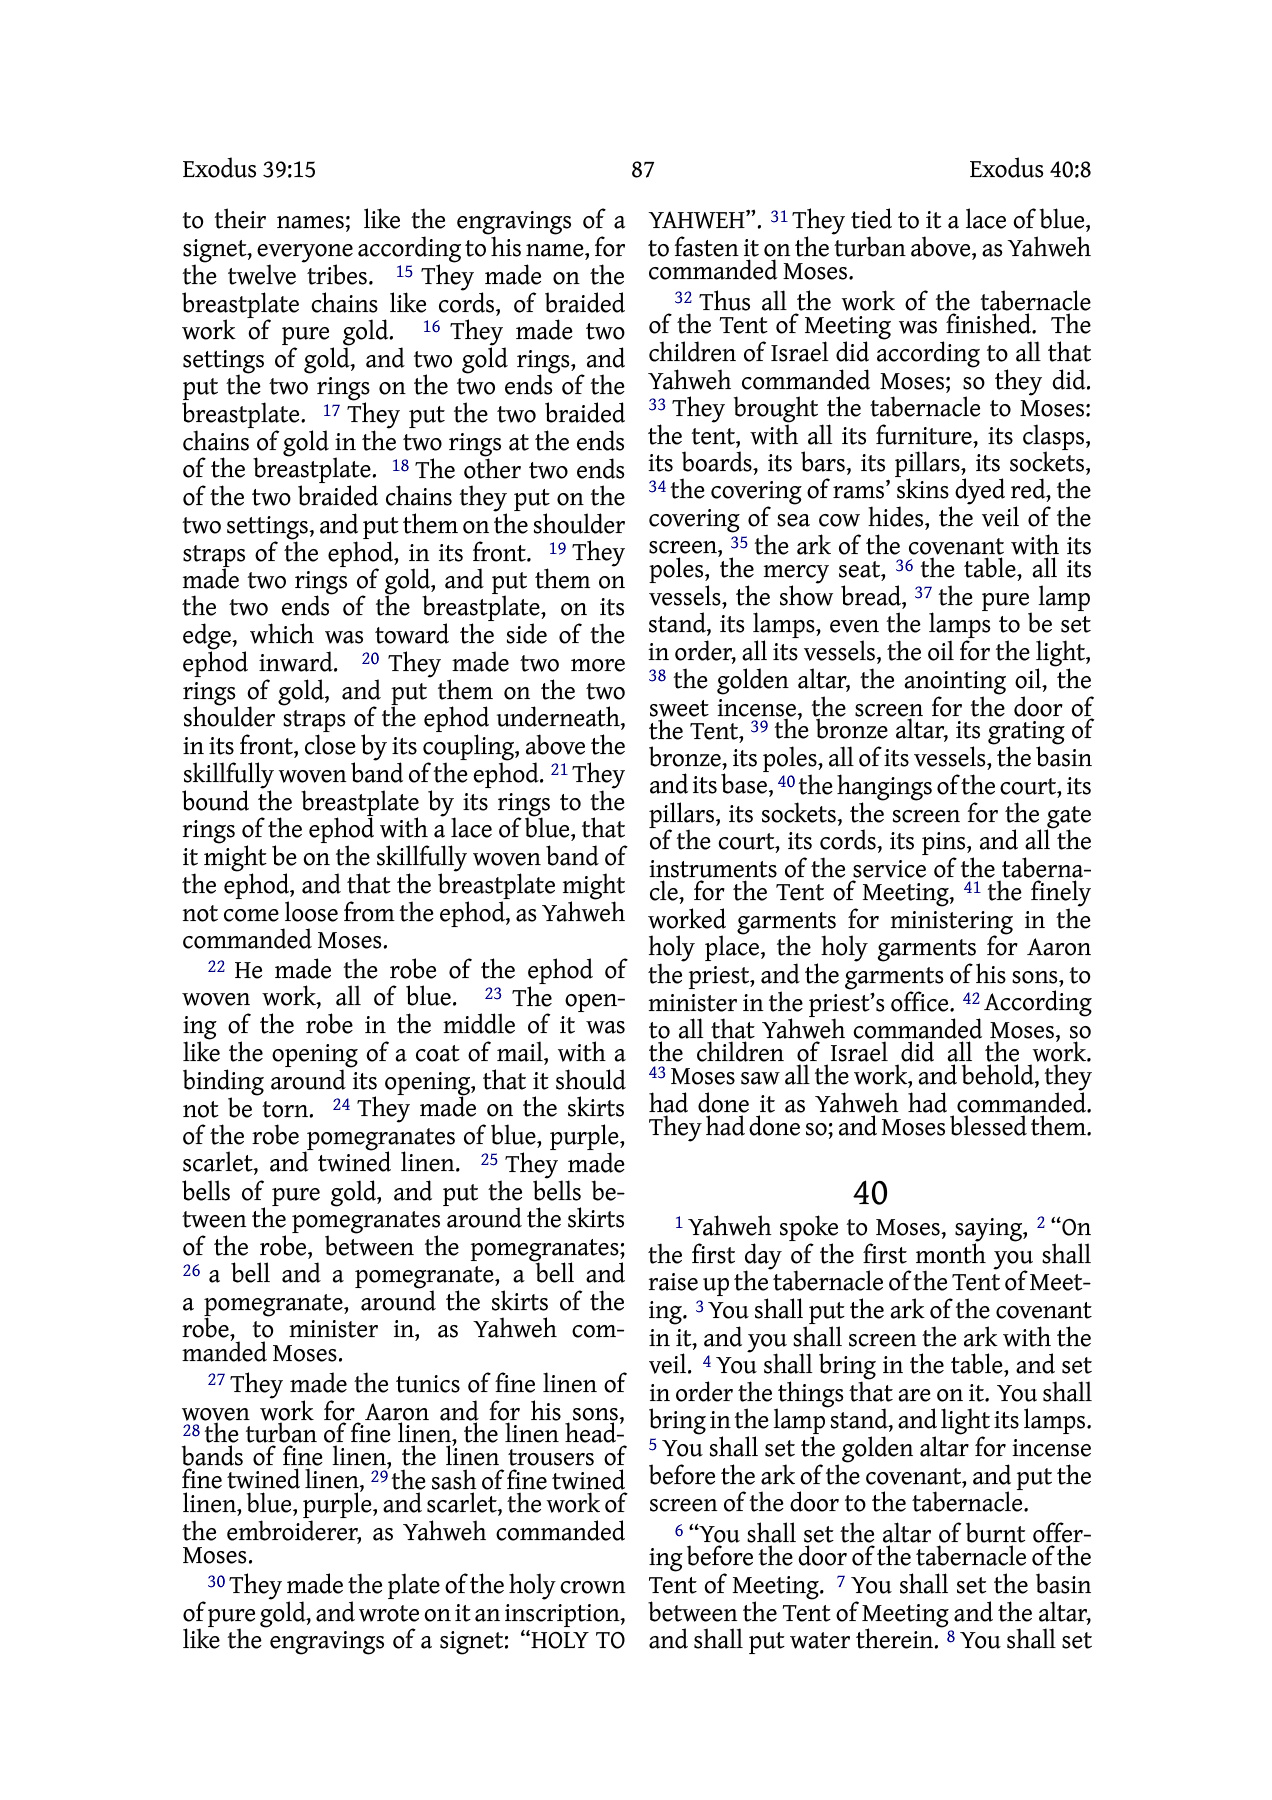 Exodus 39:15 87 Exodus 40:8
to their names; like the engravings of a
signet, everyone according to his name, for
the twelve tribes. 15 They made on the
breastplate chains like cords, of braided
work of pure gold. 16 They made two
settings of gold, and two gold rings, and
put the two rings on the two ends of the
breastplate. 17 They put the two braided
chains of gold in the two rings at the ends
of the breastplate. 18 The other two ends
of the two braided chains they put on the
two settings, and put them on the shoulder
straps of the ephod, in its front. 19 They
made two rings of gold, and put them on
the two ends of the breastplate, on its
edge, which was toward the side of the
ephod inward. 20 They made two more
rings of gold, and put them on the two
shoulder straps of the ephod underneath,
in its front, close by its coupling, above the
skillfully woven band of the ephod. 21 They
bound the breastplate by its rings to the
rings of the ephod with a lace of blue, that
it might be on the skillfully woven band of
the ephod, and that the breastplate might
not come loose from the ephod, as Yahweh
commanded Moses.
22 He made the robe of the ephod of
woven work, all of blue. 23 The open-
ing of the robe in the middle of it was
like the opening of a coat of mail, with a
binding around its opening, that it should
not be torn. 24 They made on the skirts
of the robe pomegranates of blue, purple,
scarlet, and twined linen. 25 They made
bells of pure gold, and put the bells be-
tween the pomegranates around the skirts
of the robe, between the pomegranates;
26 a bell and a pomegranate, a bell and
a pomegranate, around the skirts of the
robe, to minister in, as Yahweh com-
manded Moses.
27 They made the tunics of fine linen of
woven work for Aaron and for his sons,
28 the turban of fine linen, the linen head-
bands of fine linen, the linen trousers of
fine twined linen, 29 the sash of fine twined
linen, blue, purple, and scarlet, the work of
the embroiderer, as Yahweh commanded
Moses.
30 They made the plate of the holy crown
of pure gold, and wrote on it an inscription,
like the engravings of a signet: “HOLY TO
YAHWEH”. 31 They tied to it a lace of blue,
to fasten it on the turban above, as Yahweh
commanded Moses.
32 Thus all the work of the tabernacle
of the Tent of Meeting was finished. The
children of Israel did according to all that
Yahweh commanded Moses; so they did.
33 They brought the tabernacle to Moses:
the tent, with all its furniture, its clasps,
its boards, its bars, its pillars, its sockets,
34 the covering of rams’ skins dyed red, the
covering of sea cow hides, the veil of the
screen, 35 the ark of the covenant with its
poles, the mercy seat, 36 the table, all its
vessels, the show bread, 37 the pure lamp
stand, its lamps, even the lamps to be set
in order, all its vessels, the oil for the light,
38 the golden altar, the anointing oil, the
sweet incense, the screen for the door of
the Tent, 39 the bronze altar, its grating of
bronze, its poles, all of its vessels, the basin
and its base, 40 the hangings of the court, its
pillars, its sockets, the screen for the gate
of the court, its cords, its pins, and all the
instruments of the service of the taberna-
cle, for the Tent of Meeting, 41 the finely
worked garments for ministering in the
holy place, the holy garments for Aaron
the priest, and the garments of his sons, to
minister in the priest’s office. 42 According
to all that Yahweh commanded Moses, so
the children of Israel did all the work.
43 Moses saw all the work, and behold, they
had done it as Yahweh had commanded.
They had done so; and Moses blessed them.
40
1 Yahweh spoke to Moses, saying, 2 “On
the first day of the first month you shall
raise up the tabernacle of the Tent of Meet-
ing. 3 You shall put the ark of the covenant
in it, and you shall screen the ark with the
veil. 4 You shall bring in the table, and set
in order the things that are on it. You shall
bring in the lamp stand, and light its lamps.
5 You shall set the golden altar for incense
before the ark of the covenant, and put the
screen of the door to the tabernacle.
6 “You shall set the altar of burnt offer-
ing before the door of the tabernacle of the
Tent of Meeting. 7 You shall set the basin
between the Tent of Meeting and the altar,
and shall put water therein. 8 You shall set